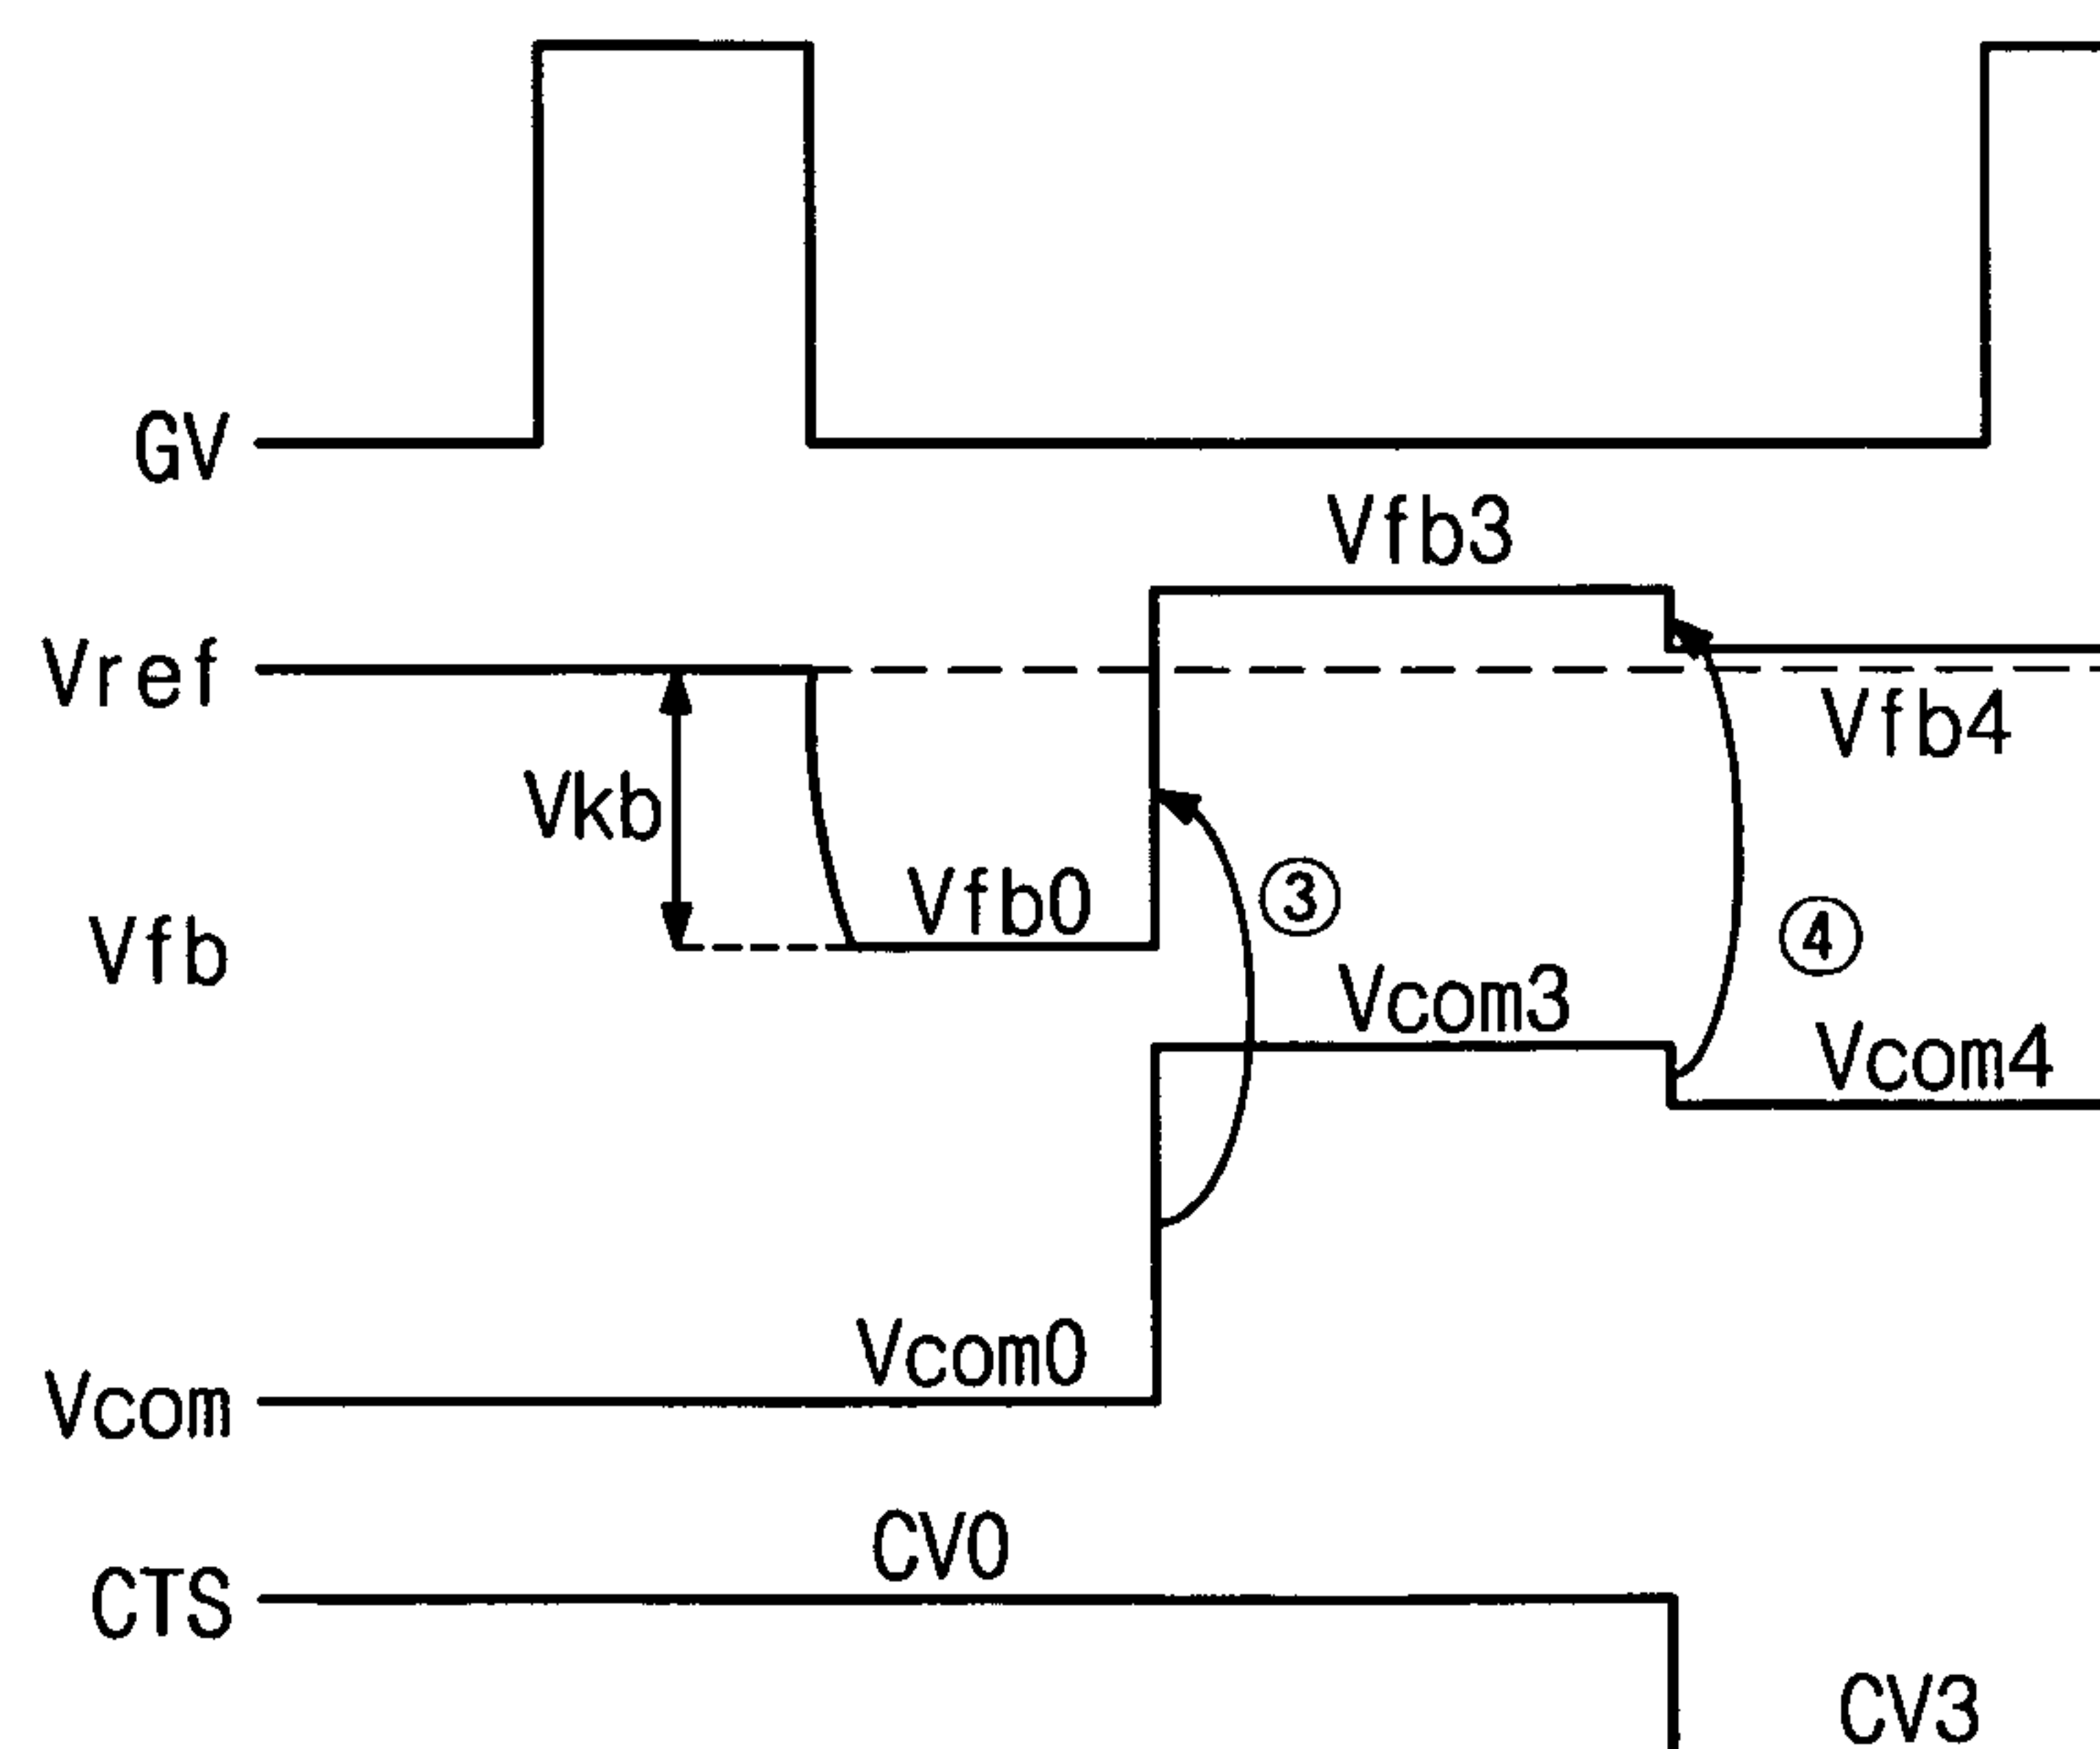 GV
Vfb3
Vref
Vfb4
Vkb
Vfb0
③
Vfb
④
Vcom3
Vcom4
Vcom0
Vcom
CV0
CTS
CV3